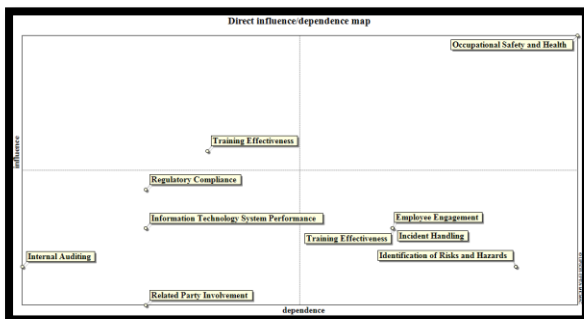 Direct influence/dependence map
Occupational Safety and Health
Training Effectiveness
influence
Regulatory Compliance
Information Technology System Performance
Employee Engagement
Training Effectiveness
Incident Handling
Internal Auditing
Identification of Risks and Hazards
Related Party Involvement
dependence